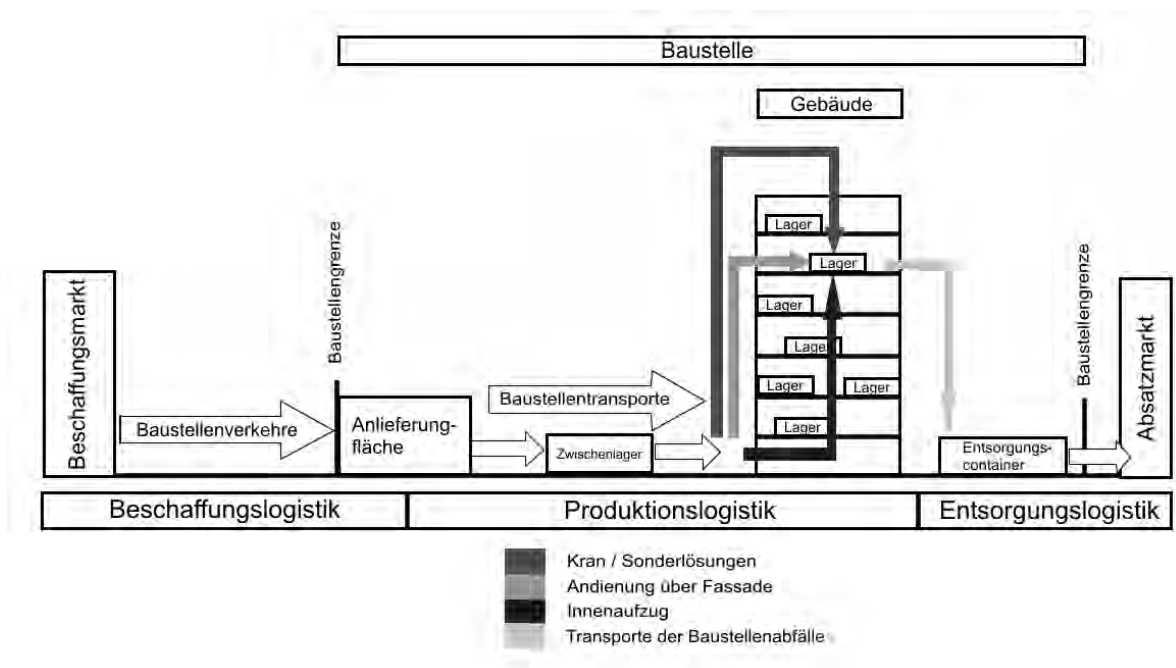 Baustelle
Gebäude
Lager
Lager
Lager
Lager
Lager
Lager
Lager
Beschaffungsmarkt
Baustellengrenze
Baustellenverkehre
Anlieferung-
fläche
Baustellentransporte
Zwischenlager
Entsorgungs-
container
Baustellengrenze
Absatzmarkt
Beschaffungslogistik
Produktionslogistik
Entsorgungslogistik
Kran / Sonderlösungen
Andienung über Fassade
Innenaufzug
Transporte der Baustellenabfälle